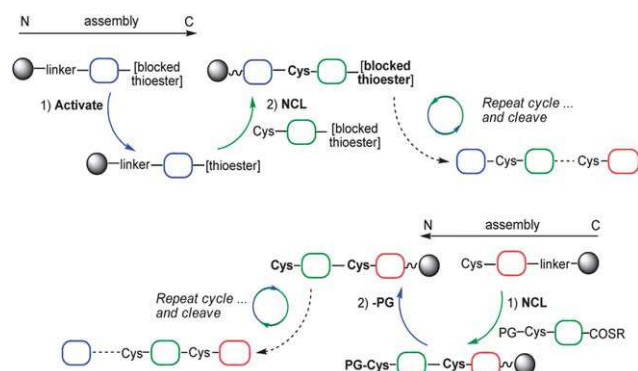 N assembly C
linker [blocked thioester]
Cys [blocked thioester]
1) Activate
2) NCL
Cys [blocked thioester]
linker [thioester]
Repeat cycle ...
and cleave
Cys Cys
N assembly C
Cys Cys
Cys linker
Repeat cycle ...
and cleave
2) -PG
1) NCL
PG-Cys COSR
Cys Cys
PG-Cys Cys